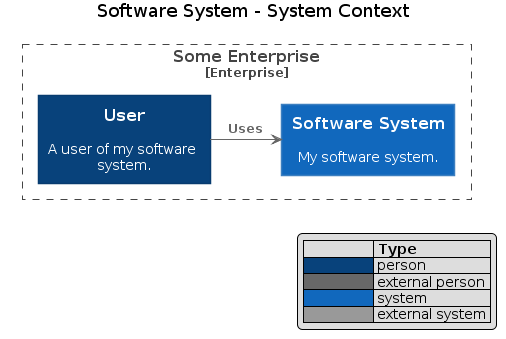 Software System - System Context
Some Enterprise
[Enterprise]
User
A user of my software
system.
Uses
Software System
My software system.
Type
person
external person
system
external system